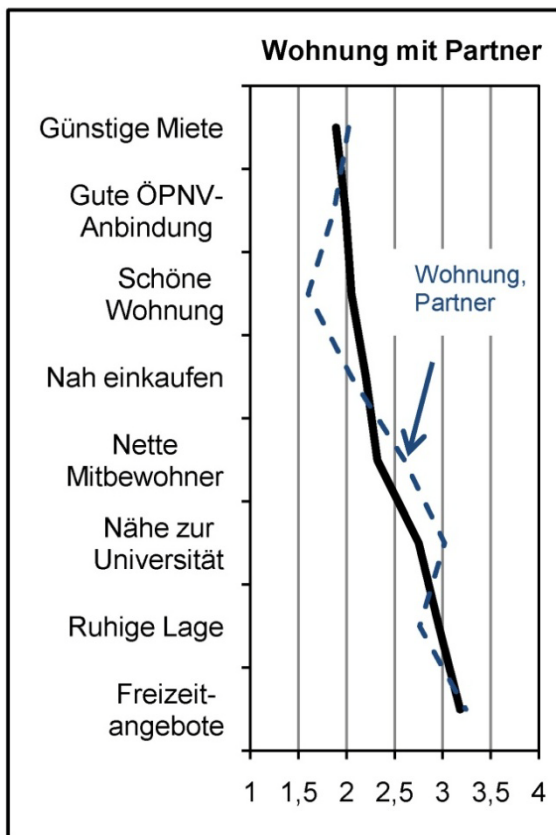 Wohnung mit Partner
Günstige Miete
Gute ÖPNV-
Anbindung
Schöne
Wohnung
Wohnung,
Partner
Nah einkaufen
Nette
Mitbewohner
Nähe zur
Universität
Ruhige Lage
Freizeit-
angebote
1 1,5 2 2,5 3 3,5 4